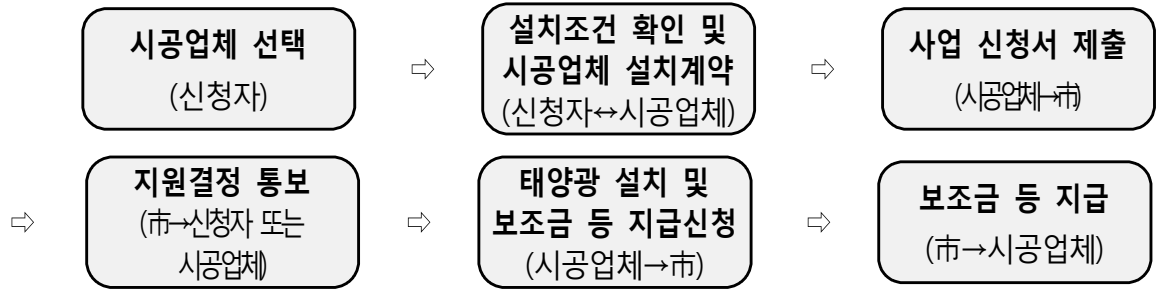 시공업체 선택
(신청자)
⇨
설치조건 확인 및
시공업체 설치계약
(신청자↔시공업체)
⇨
사업 신청서 제출
(시공업체→市)
⇨
지원결정 통보
(市→신청자 또는
시공업체)
⇨
태양광 설치 및
보조금 등 지급신청
(시공업체→市)
⇨
보조금 등 지급
(市→시공업체)